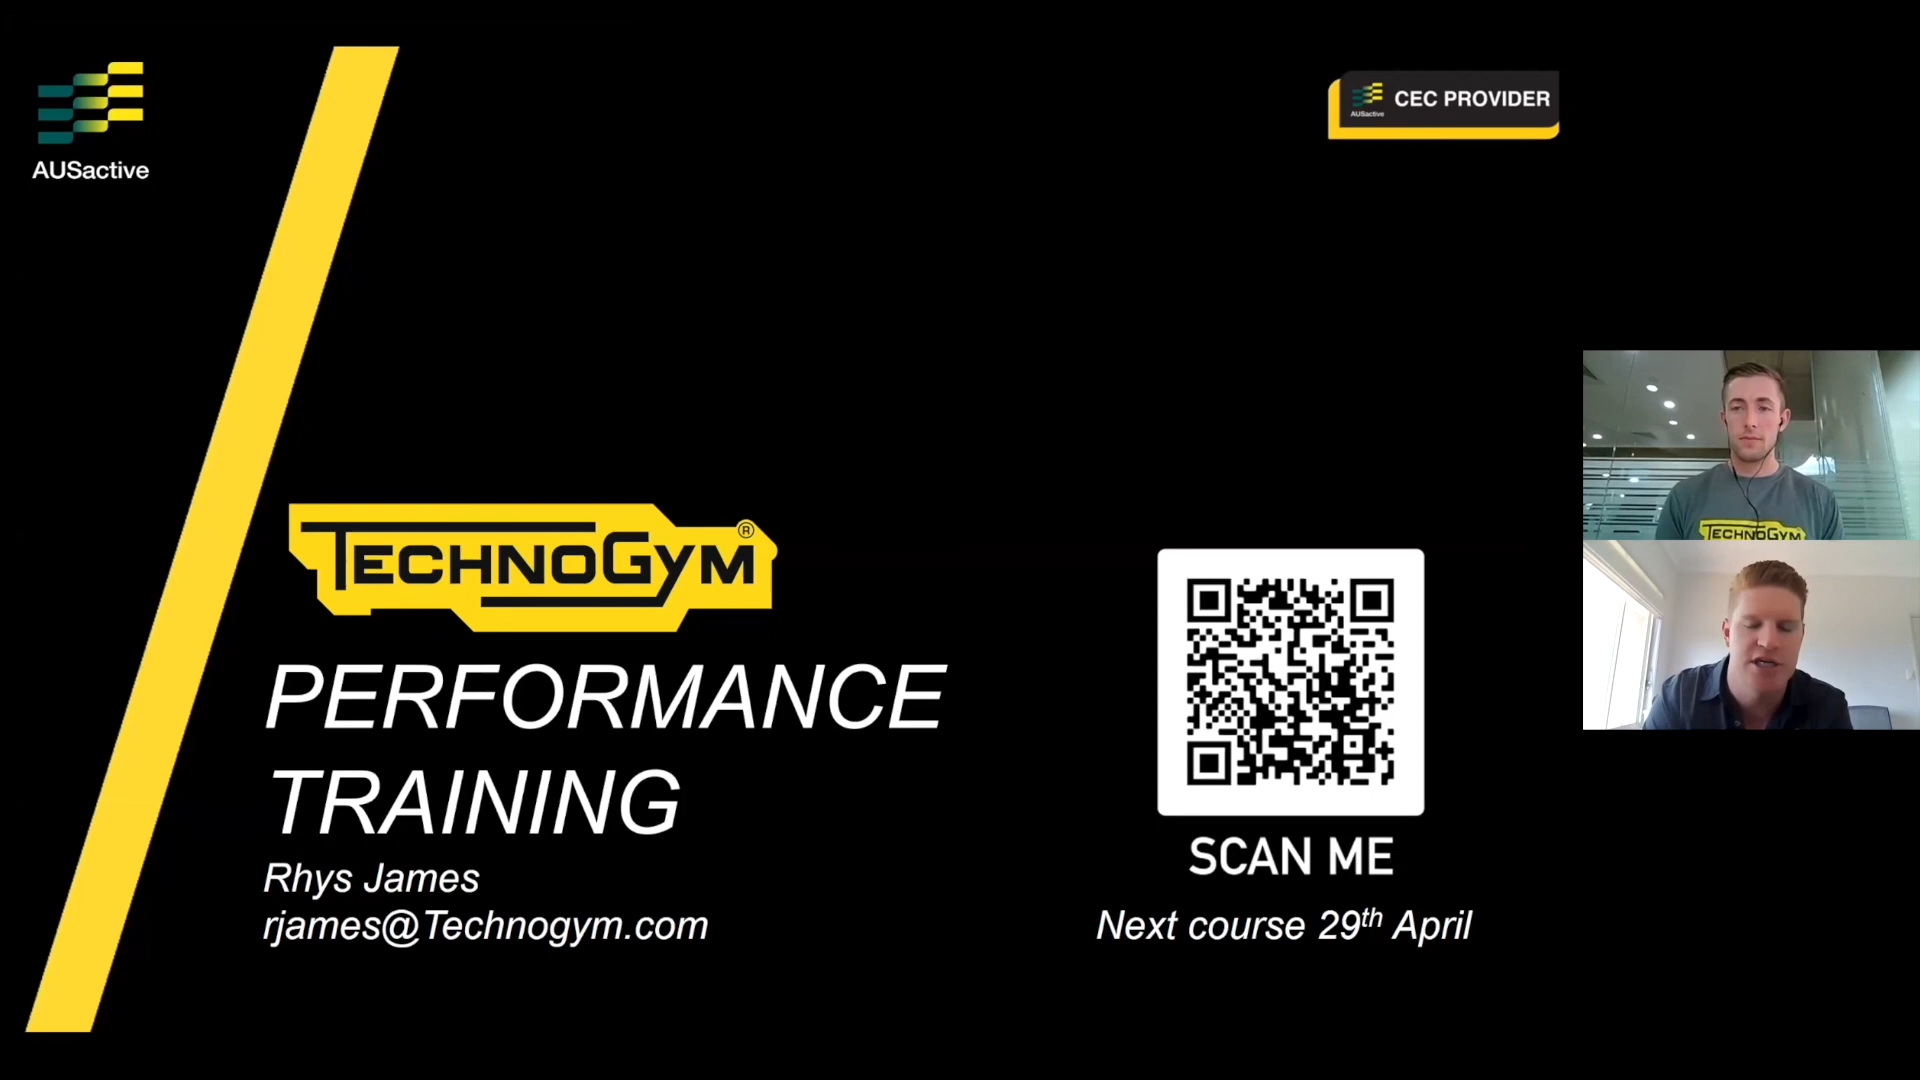 AUSactive
AUSactive
CEC PROVIDER
TECHNOGYM®
TECHNOGYM
PERFORMANCE
TRAINING
Rhys James
rjames@Technogym.com
SCAN ME
Next course 29th April